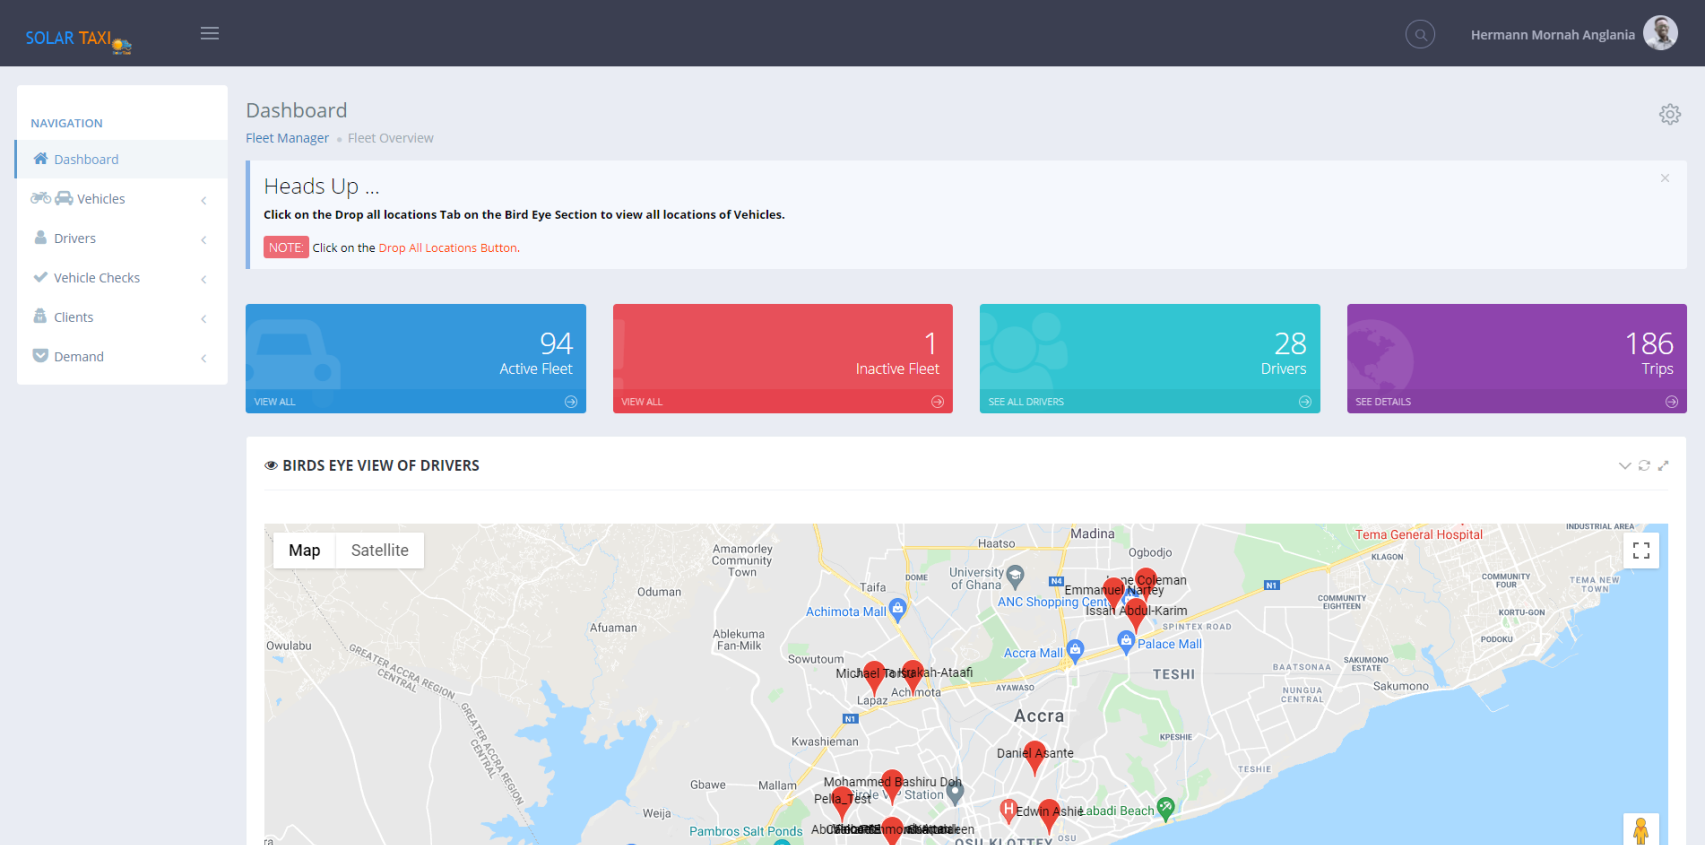 SOLAR TAXI
Hermann Mornah Anglania
NAVIGATION
Dashboard
Vehicles
Drivers
Vehicle Checks
Clients
Demand
Dashboard
Fleet Manager Fleet Overview
Heads Up ...
Click on the Drop all locations Tab on the Bird Eye Section to view all locations of Vehicles.
NOTE: Click on the Drop All Locations Button.
94
Active Fleet
VIEW ALL
1
Inactive Fleet
VIEW ALL
28
Drivers
SEE ALL DRIVERS
186
Trips
SEE DETAILS
BIRDS EYE VIEW OF DRIVERS
Map Satellite
INDUSTRIAL AREA
Tema General Hospital
Madina
Haatso
Amamorley
Community
Town
Ogbodjo
KLAGON
University
of Ghana
DOME
N4
Coleman
Emmanuel Nartey
Taifa
Oduman
N1
COMMUNITY
FOUR
TEMA NEW
TOWN
ANC Shopping
Issah Abdul-Karim
COMMUNITY
EIGHTEEN
Achimota Mall
KORTU-GON
Afuaman
Ablekuma
Fan-Milk
SPINTEX ROAD
PODOKU
Owulabu
Palace Mall
Accra Mall
GREATER ACCRA REGION
CENTRAL
Sowutoum
BAATSONAA
SAKUMONO
ESTATE
Michael
TESHI
AYAWASO
Achimota
Lapaz
NUNGUA
CENTRAL
Sakumono
N1
Accra
GREATER ACCRA REGION
CENTRAL
Kwashieman
KPESHIE
Daniel Asante
TESHIE
Gbawe
Mallam
Mohammed Bashiru Doh
Pella_Test
Station
Weija
Edwin Ashie
Labadi Beach
Pambros Salt Ponds
OSU
OSU KLOTTEY